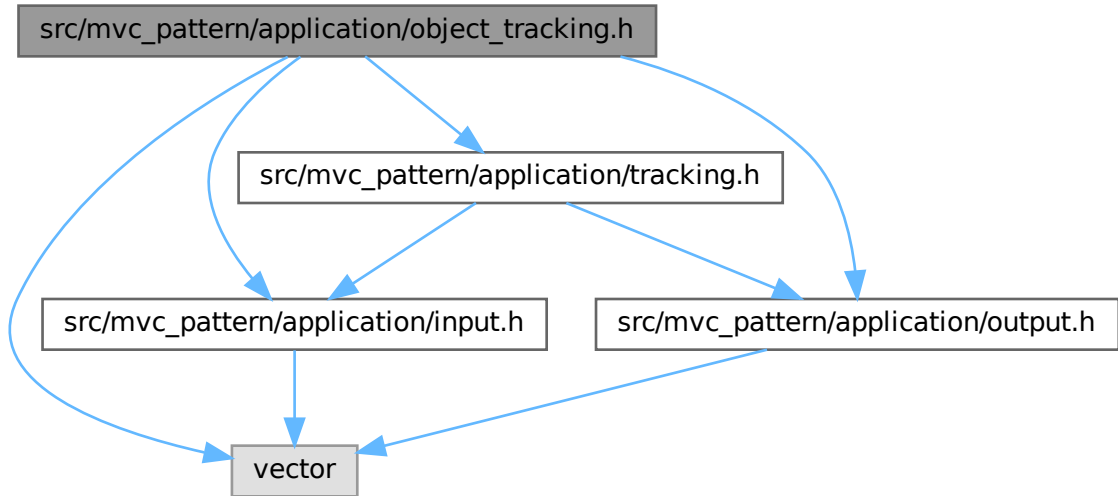 src/mvc_pattern/application/object_tracking.h
src/mvc_pattern/application/tracking.h
src/mvc_pattern/application/input.h
src/mvc_pattern/application/output.h
vector